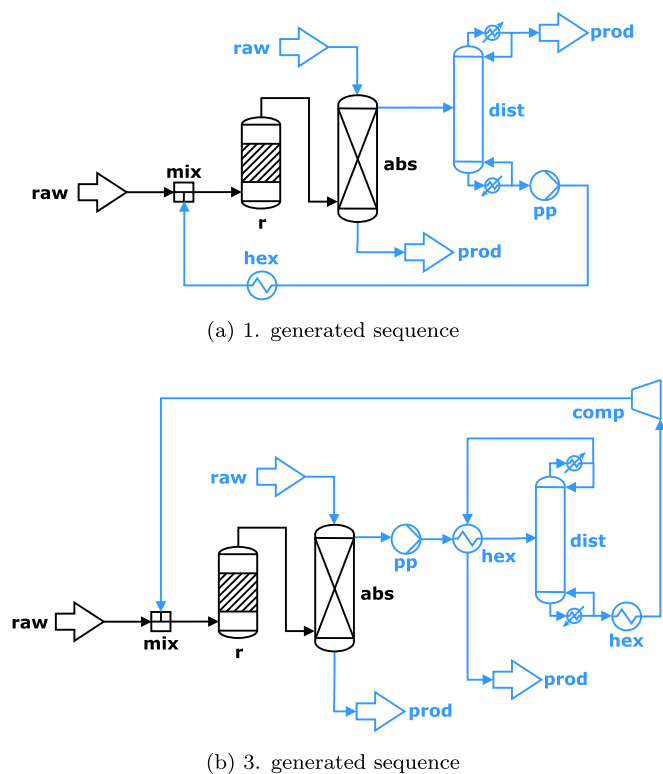 raw
prod
dist
mix
abs
raw
r
pp
prod
hex
(a) 1. generated sequence
comp
raw
dist
pp
hex
abs
raw
mix
r
hex
prod
prod
(b) 3. generated sequence